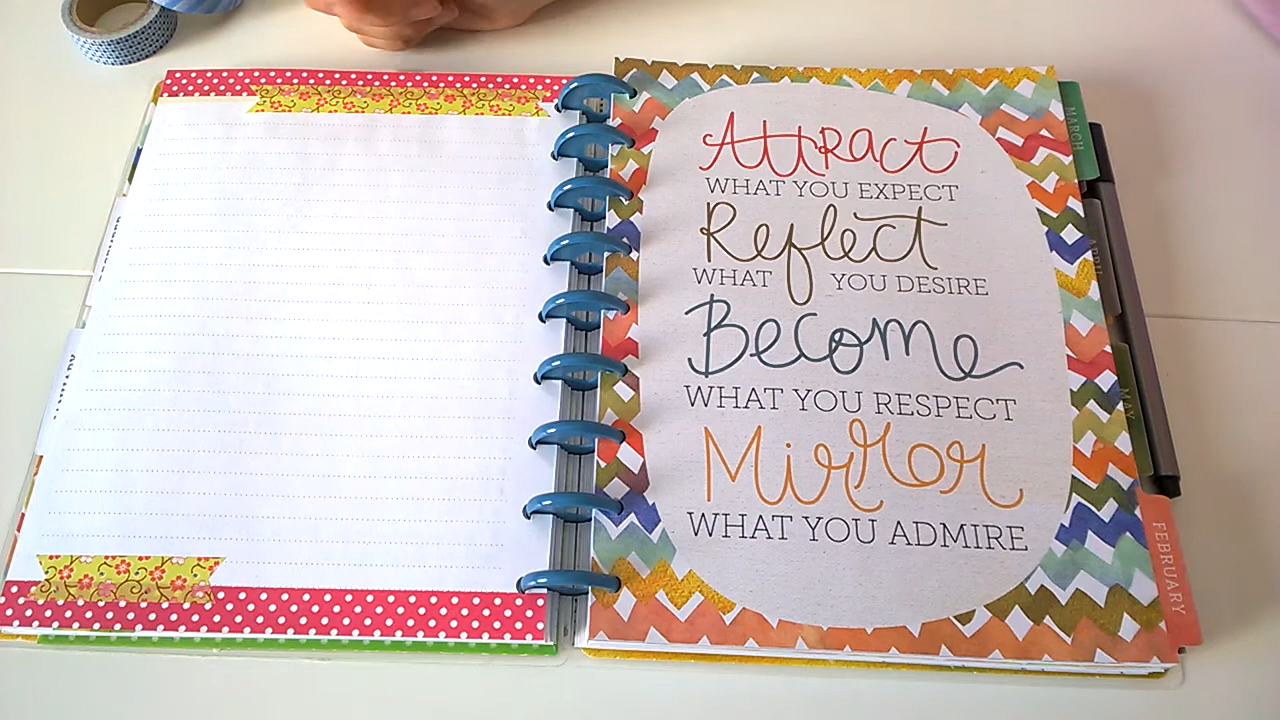 Attract
WHAT YOU EXPECT
Reflect
WHAT YOU DESIRE
Become
WHAT YOU RESPECT
Mirror
WHAT YOU ADMIRE
MARCH
APRIL
MAY
FEBRUARY